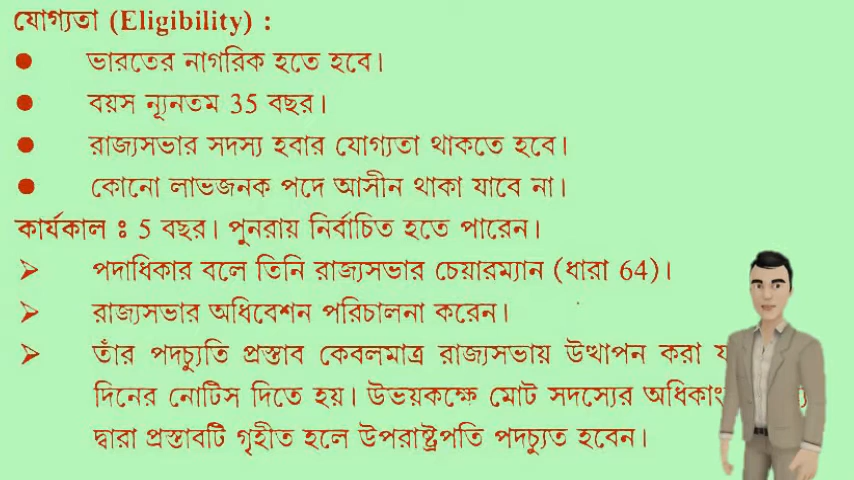 যোগ্যতা (Eligibility) :
● ভারতের নাগরিক হতে হবে।
● বয়স ন্যূনতম 35 বছর।
● রাজ্যসভার সদস্য হবার যোগ্যতা থাকতে হবে।
● কোনো লাভজনক পদে আসীন থাকা যাবে না।
কার্যকাল ঃ 5 বছর। পুনরায় নির্বাচিত হতে পারেন।
➢ পদাধিকার বলে তিনি রাজ্যসভার চেয়ারম্যান (ধারা 64)।
➢ রাজ্যসভার অধিবেশন পরিচালনা করেন।
➢ তাঁর পদচ্যুতি প্রস্তাব কেবলমাত্র রাজ্যসভায় উত্থাপন করা
দিনের নোটিস দিতে হয়। উভয়কক্ষে মোট সদস্যের
দ্বারা প্রস্তাবটি গৃহীত হলে উপরাষ্ট্রপতি পদচ্যুত হবেন।